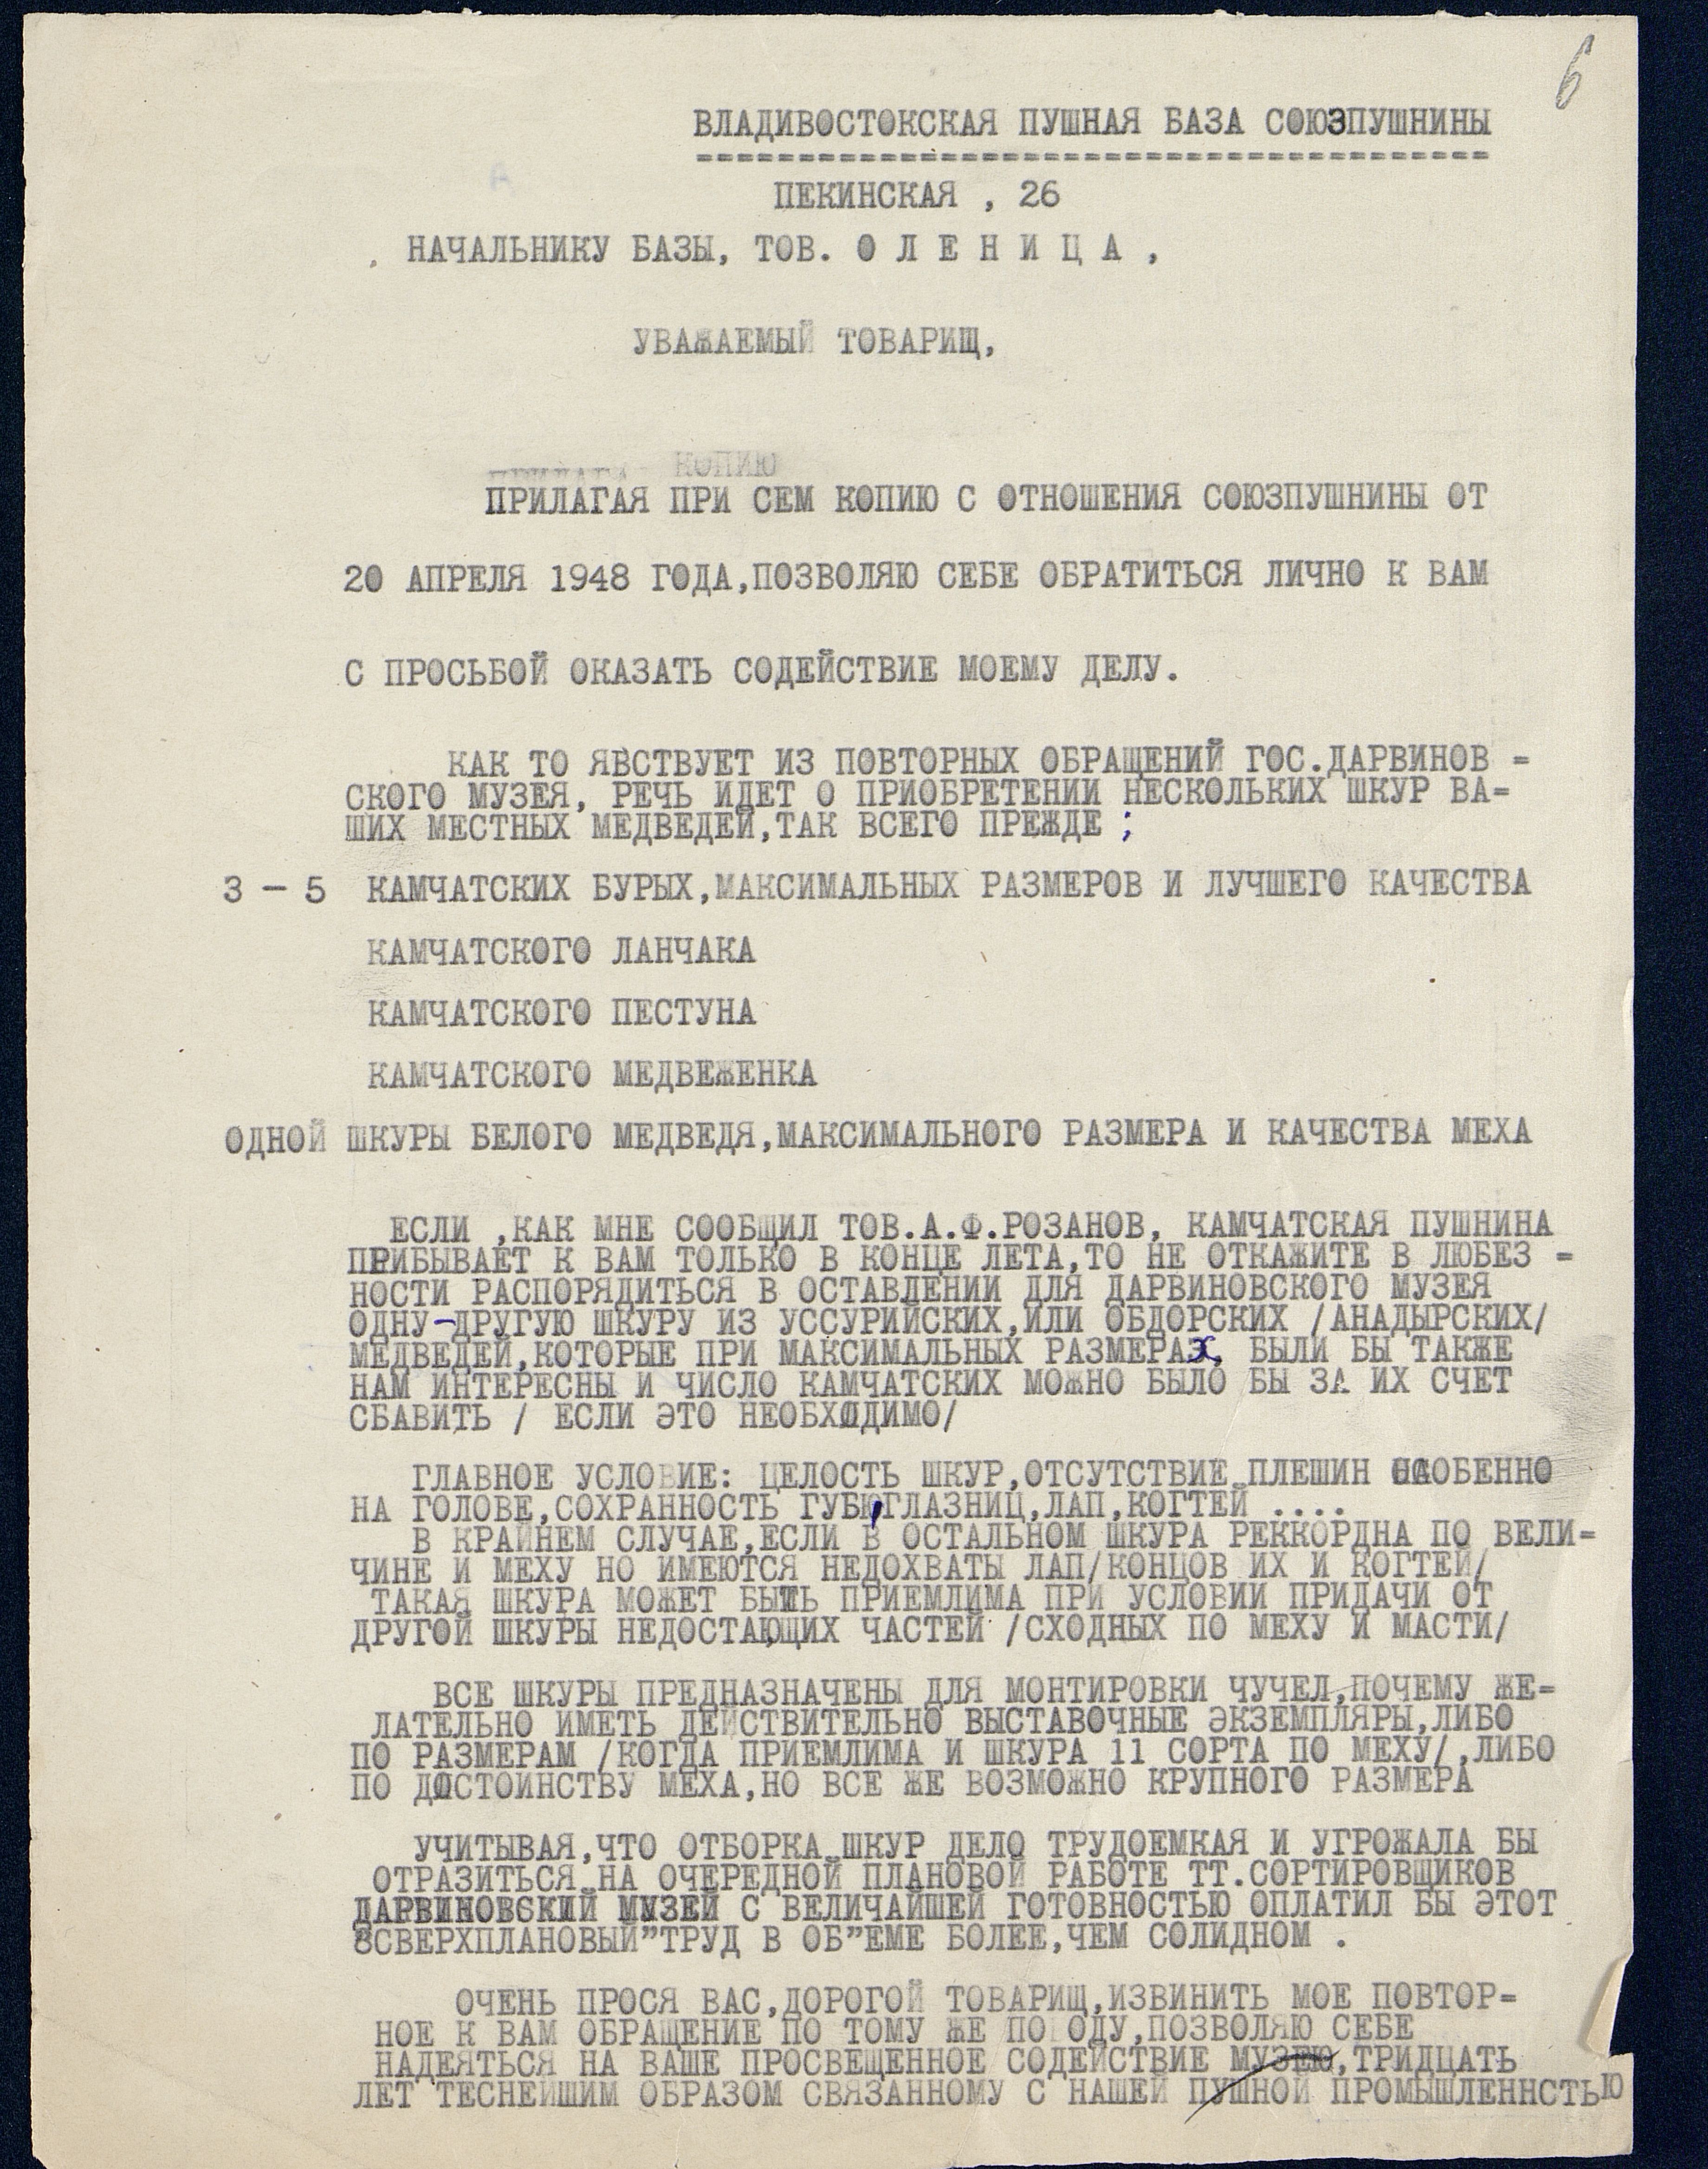 6
ВЛАДИВОСТОКСКАЯ ПУШНАЯ БАЗА СОЮЗПУШНИНЫ
=======================================
ПЕКИНСКАЯ , 26
НАЧАЛЬНИКУ БАЗЫ, ТОВ. О Л Е Н И Ц А ,
УВАЖАЕМЫЙ ТОВАРИЩ,
КОПИЮ
ПРИЛАГАЯ ПРИ СЕМ КОПИЮ С ОТНОШЕНИЯ СОЮЗПУШНИНЫ ОТ
20 АПРЕЛЯ 1948 ГОДА,ПОЗВОЛЯЮ СЕБЕ ОБРАТИТЬСЯ ЛИЧНО К ВАМ
С ПРОСЬБОЙ ОКАЗАТЬ СОДЕЙСТВИЕ МОЕМУ ДЕЛУ.
КАК ТО ЯВСТВУЕТ ИЗ ПОВТОРНЫХ ОБРАЩЕНИЙ ГОС.ДАРВИНОВ =
СКОГО МУЗЕЯ, РЕЧЬ ИДЕТ О ПРИОБРЕТЕНИИ НЕСКОЛЬКИХ ШКУР ВА=
ШИХ МЕСТНЫХ МЕДВЕДЕЙ,ТАК ВСЕГО ПРЕЖДЕ ;
3 — 5 КАМЧАТСКИХ БУРЫХ,МАКСИМАЛЬНЫХ РАЗМЕРОВ И ЛУЧШЕГО КАЧЕСТВА
КАМЧАТСКОГО ЛАНЧАКА
КАМЧАТСКОГО ПЕСТУНА
КАМЧАТСКОГО МЕДВЕЖЕНКА
ОДНОЙ ШКУРЫ БЕЛОГО МЕДВЕДЯ,МАКСИМАЛЬНОГО РАЗМЕРА И КАЧЕСТВА МЕХА
ЕСЛИ ,КАК МНЕ СООБЩИЛ ТОВ.А.Ф.РОЗАНОВ, КАМЧАТСКАЯ ПУШНИНА
ПРИБЫВАЕТ К ВАМ ТОЛЬКО В КОНЦЕ ЛЕТА,ТО НЕ ОТКАЖИТЕ В ЛЮБЕЗ =
НОСТИ РАСПОРЯДИТЬСЯ В ОСТАВЛЕНИИ ДЛЯ ДАРВИНОВСКОГО МУЗЕЯ
ОДНУ-ДРУГУЮ ШКУРУ ИЗ УССУРИЙСКИХ,ИЛИ ОБДОРСКИХ /АНАДЫРСКИХ/
МЕДВЕДЕЙ,КОТОРЫЕ ПРИ МАКСИМАЛЬНЫХ РАЗМЕРАХ, БЫЛИ БЫ ТАКЖЕ
НАМ ИНТЕРЕСНЫ И ЧИСЛО КАМЧАТСКИХ МОЖНО БЫЛО БЫ ЗА ИХ СЧЕТ
СБАВИТЬ / ЕСЛИ ЭТО НЕОБХОДИМО/
ГЛАВНОЕ УСЛОВИЕ: ЦЕЛОСТЬ ШКУР,ОТСУТСТВИЕ ПЛЕШИН ОСОБЕННО
НА ГОЛОВЕ,СОХРАННОСТЬ ГУБ,ГЛАЗНИЦ,ЛАП,КОГТЕЙ ....
В КРАЙНЕМ СЛУЧАЕ,ЕСЛИ В ОСТАЛЬНОМ ШКУРА РЕККОРДНА ПО ВЕЛИ=
ЧИНЕ И МЕХУ НО ИМЕЮТСЯ НЕДОХВАТЫ ЛАП/КОНЦОВ ИХ И КОГТЕЙ/
ТАКАЯ ШКУРА МОЖЕТ БЫТЬ ПРИЕМЛИМА ПРИ УСЛОВИИ ПРИДАЧИ ОТ
ДРУГОЙ ШКУРЫ НЕДОСТАЮЩИХ ЧАСТЕЙ /СХОДНЫХ ПО МЕХУ И МАСТИ/
ВСЕ ШКУРЫ ПРЕДНАЗНАЧЕНЫ ДЛЯ МОНТИРОВКИ ЧУЧЕЛ,ПОЧЕМУ ЖЕ=
ЛАТЕЛЬНО ИМЕТЬ ДЕЙСТВИТЕЛЬНО ВЫСТАВОЧНЫЕ ЭКЗЕМПЛЯРЫ,ЛИБО
ПО РАЗМЕРАМ /КОГДА ПРИЕМЛИМА И ШКУРА 11 СОРТА ПО МЕХУ/,ЛИБО
ПО ДОСТОИНСТВУ МЕХА,НО ВСЕ ЖЕ ВОЗМОЖНО КРУПНОГО РАЗМЕРА
УЧИТЫВАЯ,ЧТО ОТБОРКА ШКУР ДЕЛО ТРУДОЕМКАЯ И УГРОЖАЛА БЫ
ОТРАЗИТЬСЯ НА ОЧЕРЕДНОЙ ПЛАНОВОЙ РАБОТЕ ТТ.СОРТИРОВЩИКОВ
ДАРВИНОВСКИЙ МУЗЕЙ С ВЕЛИЧАЙШЕЙ ГОТОВНОСТЬЮ ОПЛАТИЛ БЫ ЭТОТ
"СВЕРХПЛАНОВЫЙ"ТРУД В ОБ"ЕМЕ БОЛЕЕ,ЧЕМ СОЛИДНОМ .
ОЧЕНЬ ПРОСЯ ВАС,ДОРОГОЙ ТОВАРИЩ,ИЗВИНИТЬ МОЕ ПОВТОР=
НОЕ К ВАМ ОБРАЩЕНИЕ ПО ТОМУ ЖЕ ПО ОДУ,ПОЗВОЛЯЮ СЕБЕ
НАДЕЯТЬСЯ НА ВАШЕ ПРОСВЕЩЕННОЕ СОДЕЙСТВИЕ МУЗЕЮ,ТРИДЦАТЬ
ЛЕТ ТЕСНЕЙШИМ ОБРАЗОМ СВЯЗАННОМУ С НАШЕЙ ПУШНОЙ ПРОМЫШЛЕННСТЬЮ